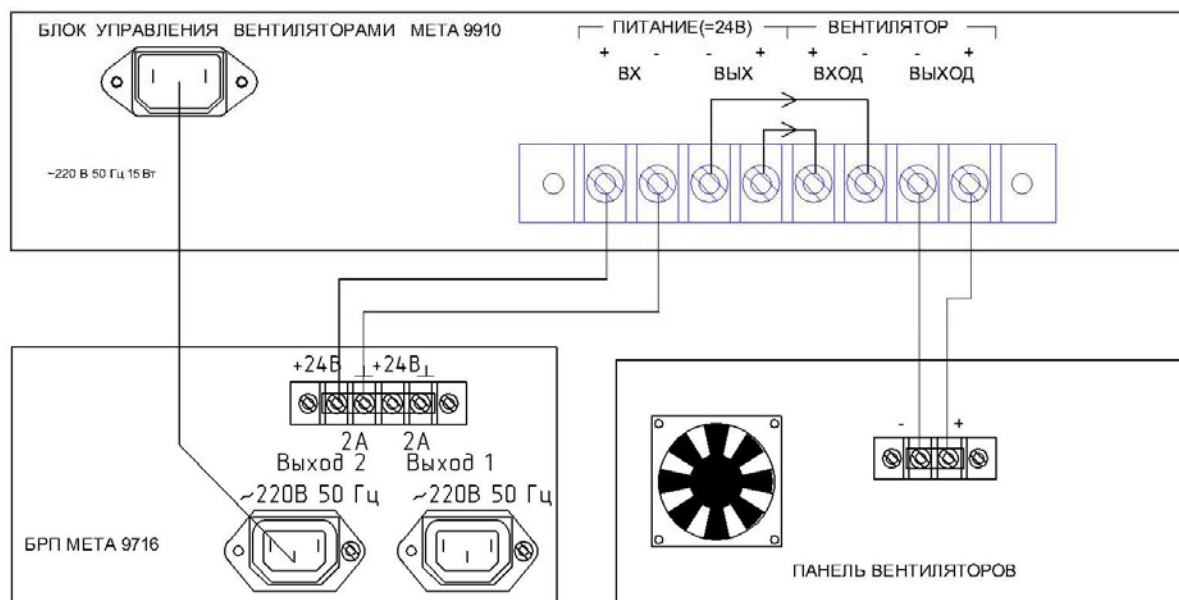 БЛОК УПРАВЛЕНИЯ ВЕНТИЛЯТОРАМИ МЕТА 9910
ПИТАНИЕ(=24В) ВЕНТИЛЯТОР
+ - - + + - - +
ВХ ВЫХ ВХОД ВЫХОД
~220 В 50 Гц 15 Вт
+24В ⊥ +24В ⊥
2А 2А
Выход 2 Выход 1
~220В 50 Гц ~220В 50 Гц
БРП МЕТА 9716
- +
ПАНЕЛЬ ВЕНТИЛЯТОРОВ